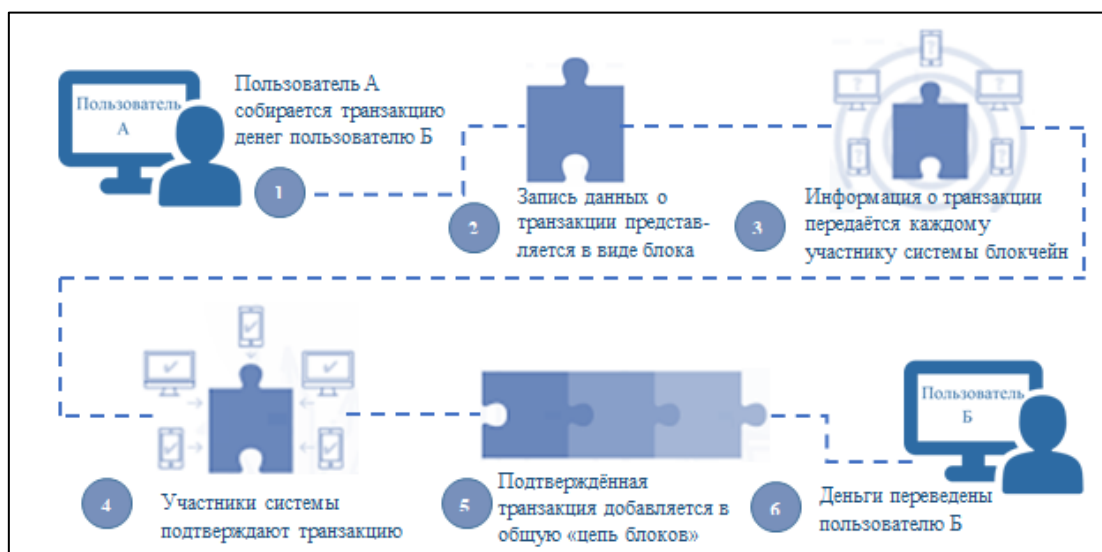 Пользователь
А
Пользователь А
собирается транзакцию
денег пользователю Б
1
2
Запись данных о
транзакции представ-
ляется в виде блока
3
Информация о транзакции
передаётся каждому
участнику системы блокчейн
4
Участники системы
подтверждают транзакцию
5
Подтверждённая
транзакция добавляется в
общую «цепь блоков»
6
Деньги переведены
пользователю Б
Пользователь
Б